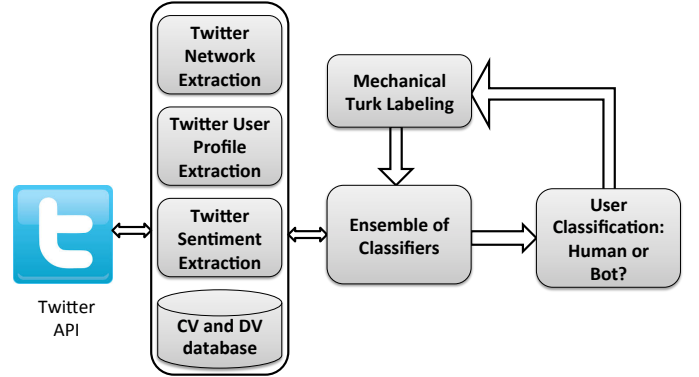 Twitter
Network
Extraction
Twitter User
Profile
Extraction
Twitter
Sentiment
Extraction
CV and DV
database
Twitter
API
Mechanical
Turk Labeling
Ensemble of
Classifiers
User
Classification:
Human or
Bot?